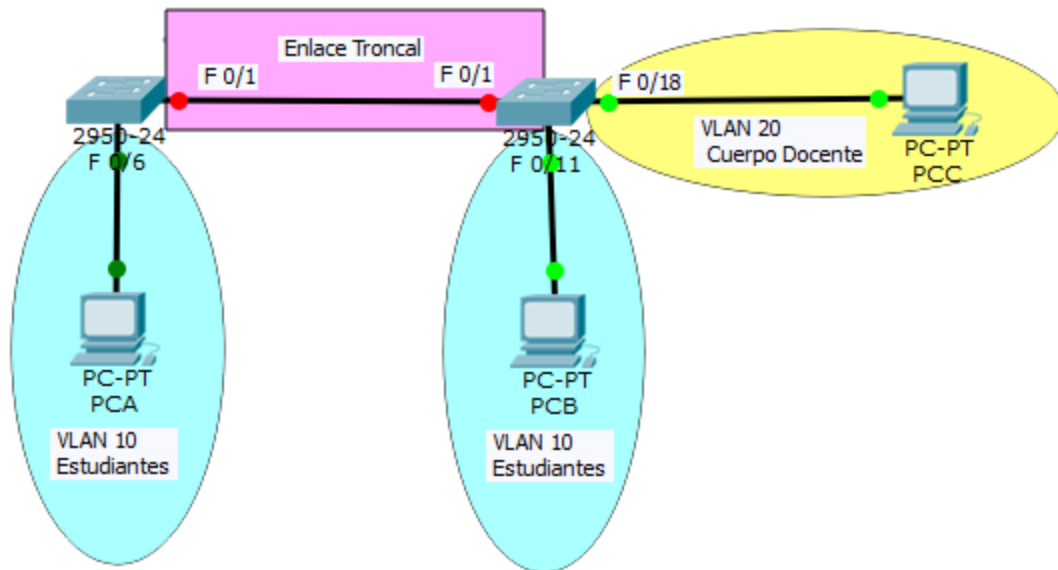 Enlace Troncal
F 0/1
F 0/1
F 0/18
2950-24
F 0/6
2950-24
F 0/11
VLAN 20
Cuerpo Docente
PC-PT
PCC
PC-PT
PCA
VLAN 10
Estudiantes
PC-PT
PCB
VLAN 10
Estudiantes